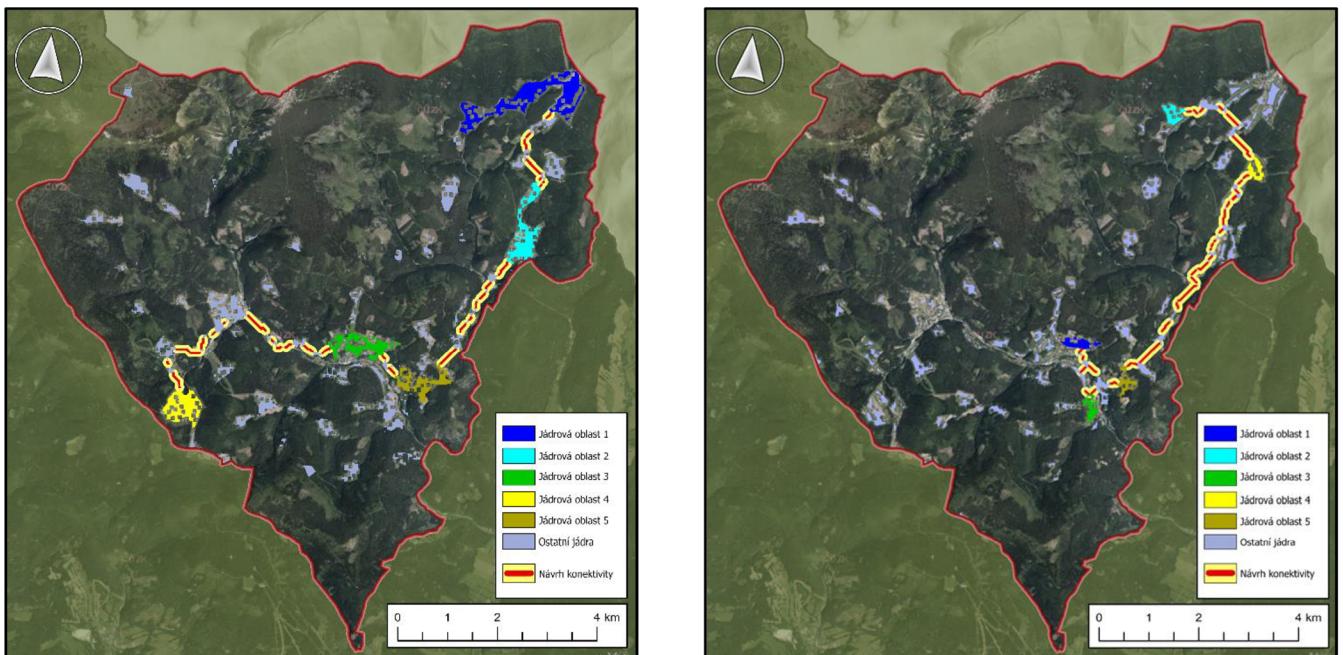 Jádrová oblast 1
Jádrová oblast 2
Jádrová oblast 3
Jádrová oblast 4
Jádrová oblast 5
Ostatní jádra
Návrh konektivity
0 1 2 4 km
Jádrová oblast 1
Jádrová oblast 2
Jádrová oblast 3
Jádrová oblast 4
Jádrová oblast 5
Ostatní jádra
Návrh konektivity
0 1 2 4 km